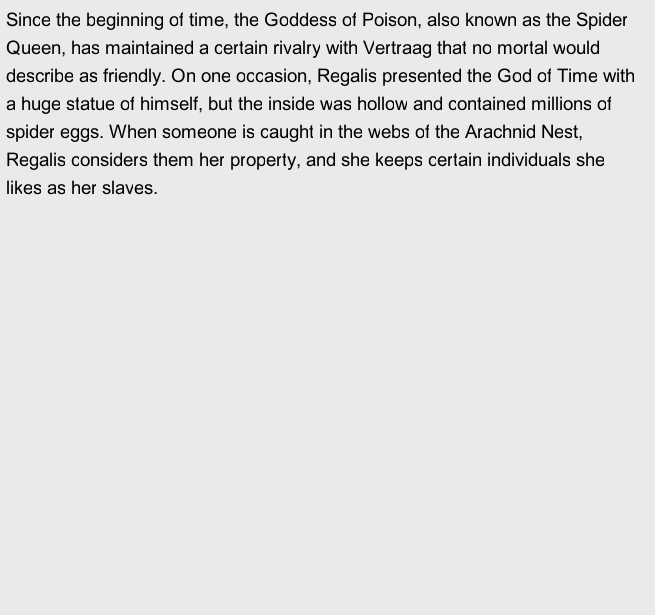 Since the beginning of time, the Goddess of Poison, also known as the Spider
Queen, has maintained a certain rivalry with Vertraag that no mortal would
describe as friendly. On one occasion, Regalis presented the God of Time with
a huge statue of himself, but the inside was hollow and contained millions of
spider eggs. When someone is caught in the webs of the Arachnid Nest,
Regalis considers them her property, and she keeps certain individuals she
likes as her slaves.